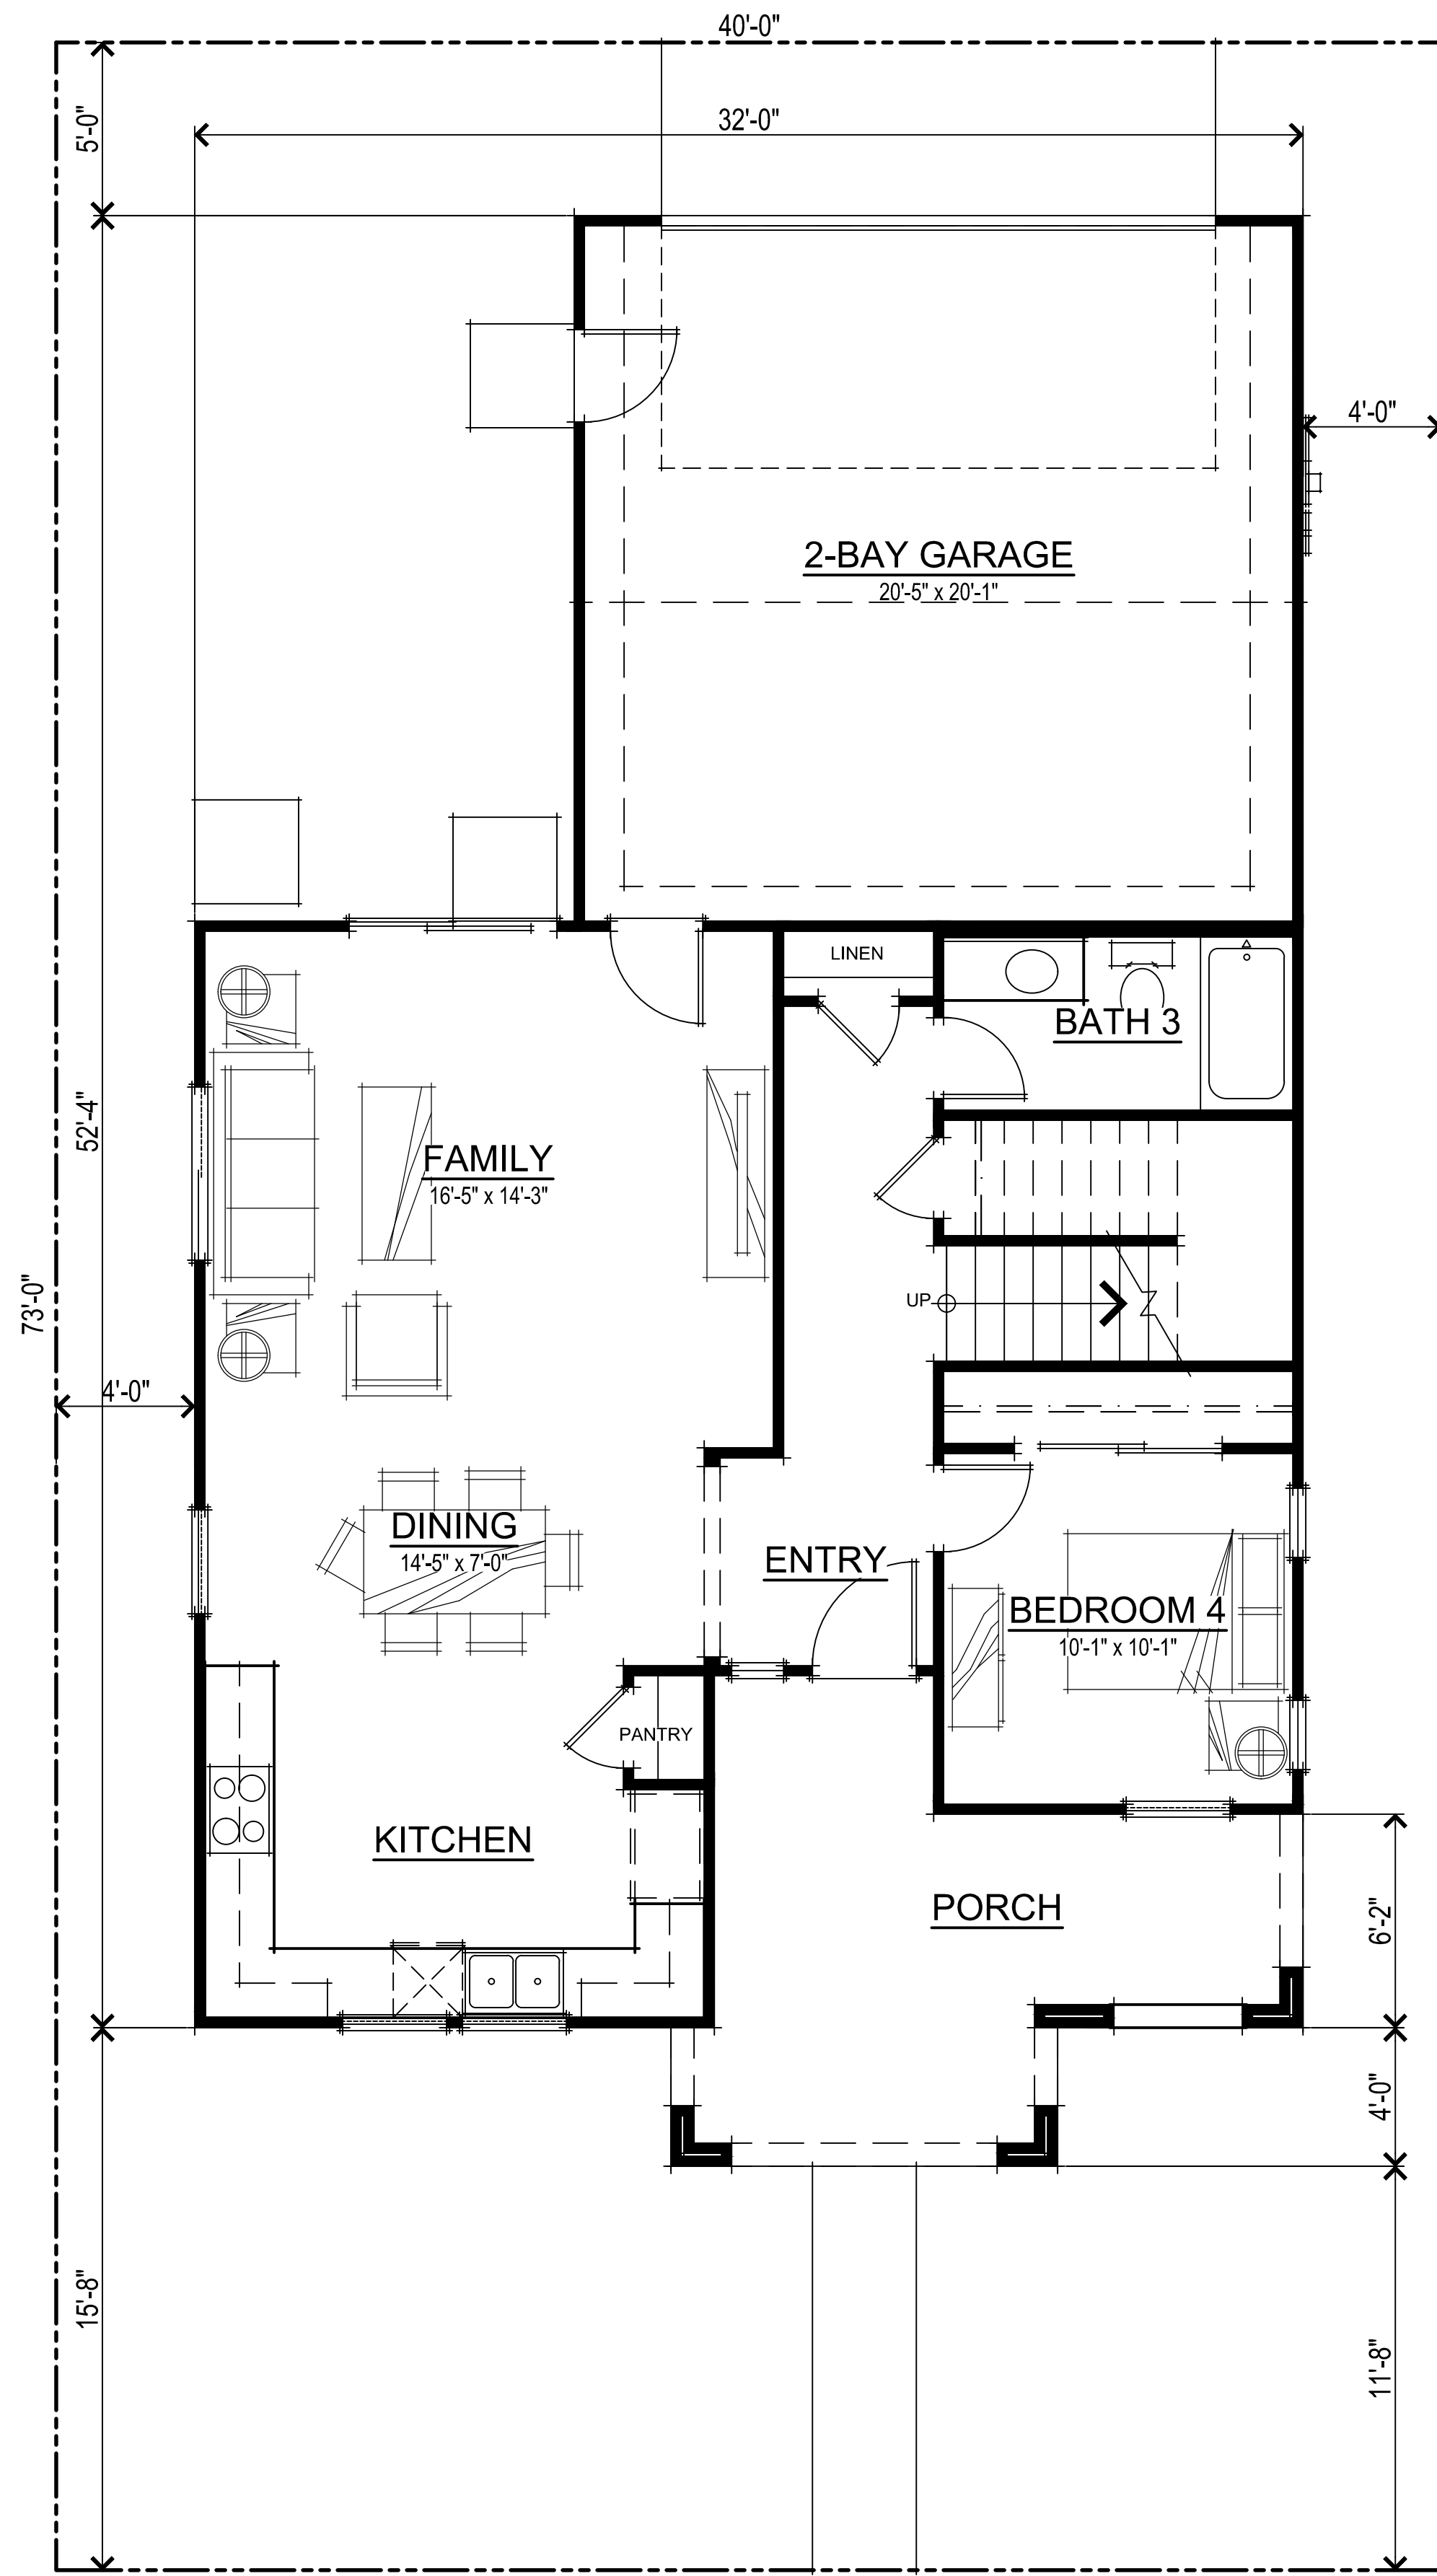 40'-0"
32'-0"
5'-0"
4'-0"
2-BAY GARAGE
20'-5" x 20'-1"
LINEN
BATH 3
52'-4"
FAMILY
16'-5" x 14'-3"
73'-0"
UP
4'-0"
DINING
14'-5" x 7'-0"
ENTRY
BEDROOM 4
10'-1" x 10'-1"
PANTRY
KITCHEN
PORCH
6'-2"
4'-0"
15'-8"
11'-8"